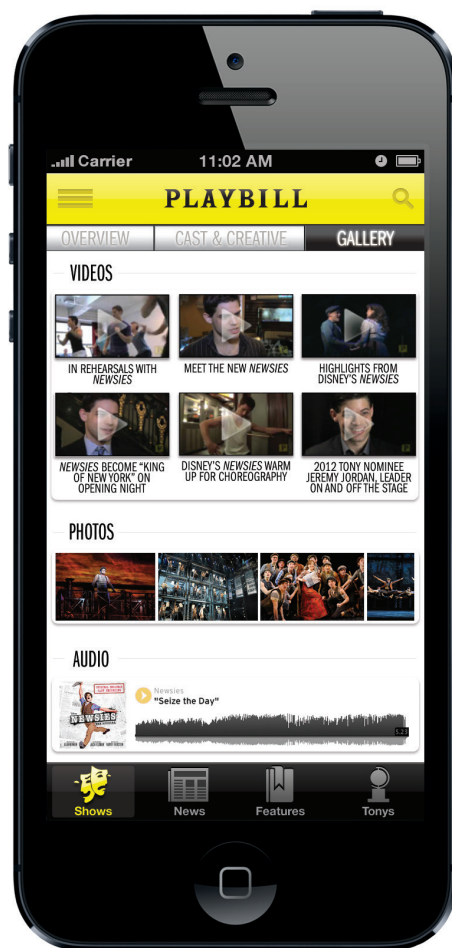 Carrier 11:02 AM
PLAYBILL
OVERVIEW CAST & CREATIVE GALLERY
VIDEOS
IN REHEARSALS WITH
NEWSIES
MEET THE NEW NEWSIES
HIGHLIGHTS FROM
DISNEY'S NEWSIES
NEWSIES BECOME "KING
OF NEW YORK" ON
OPENING NIGHT
DISNEY'S NEWSIES WARM
UP FOR CHOREOGRAPHY
2012 TONY NOMINEE
JEREMY JORDAN, LEADER
ON AND OFF THE STAGE
PHOTOS
AUDIO
NEWSIES
Newsies
"Seize the Day"
5.23
Shows News Features Tonys